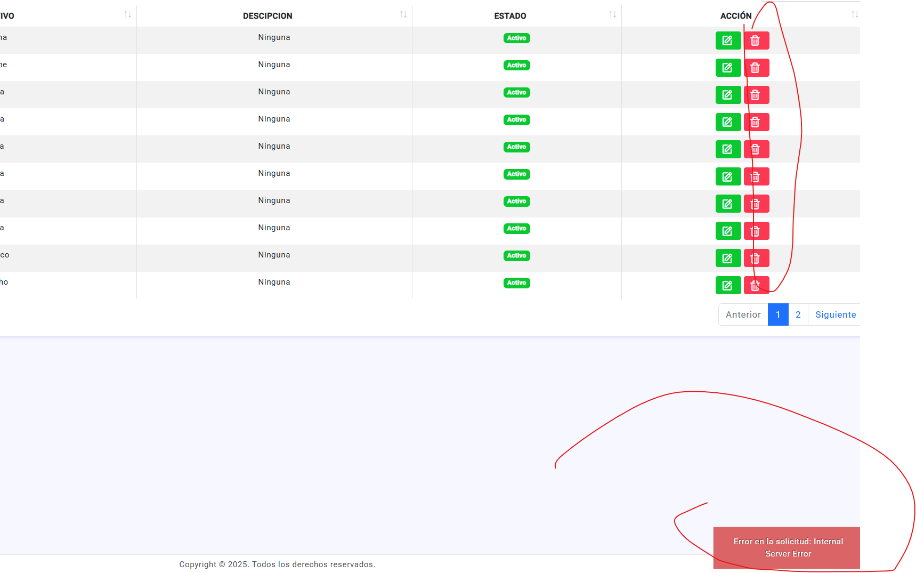 IVO DESCIPCION ESTADO ACCIÓN
na Ninguna Activo
ne Ninguna Activo
a Ninguna Activo
a Ninguna Activo
a Ninguna Activo
a Ninguna Activo
a Ninguna Activo
a Ninguna Activo
co Ninguna Activo
ho Ninguna Activo
Anterior 1 2 Siguiente
Error en la solicitud: Internal
Server Error
Copyright © 2025. Todos los derechos reservados.